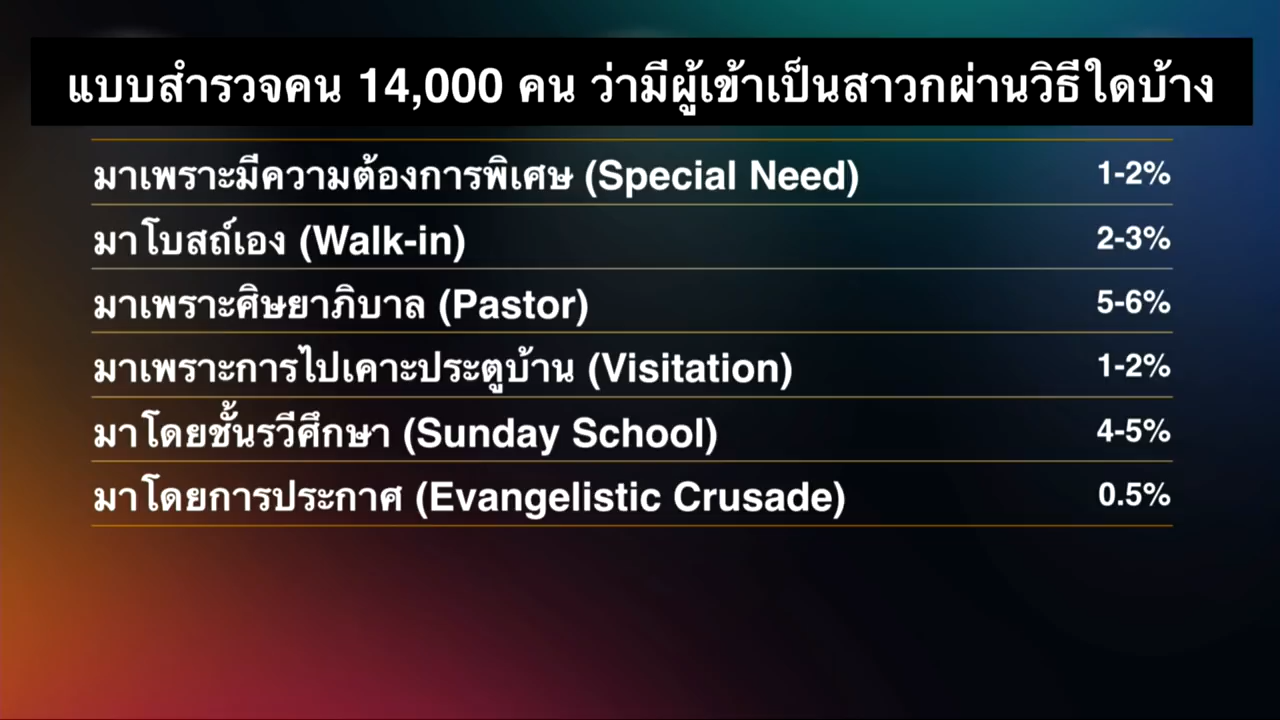 แบบสำรวจคน 14,000 คน ว่ามีผู้เข้าเป็นสาวกผ่านวิธีใดบ้าง
มาเพราะมีความต้องการพิเศษ (Special Need) 1-2%
มาโบสถ์เอง (Walk-in) 2-3%
มาเพราะศิษยาภิบาล (Pastor) 5-6%
มาเพราะการไปเคาะประตูบ้าน (Visitation) 1-2%
มาโดยชั้นรวีศึกษา (Sunday School) 4-5%
มาโดยการประกาศ (Evangelistic Crusade) 0.5%